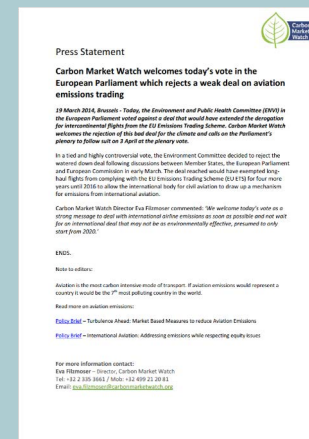 Carbon
Market
Watch
Press Statement
Carbon Market Watch welcomes today's vote in the
European Parliament which rejects a weak deal on aviation
emissions trading
19 March 2014, Brussels - Today, the Environment and Public Health Committee (ENVI) in
the European Parliament voted against a deal that would have extended the derogation
for intercontinental flights from the EU Emissions Trading Scheme. Carbon Market Watch
welcomes the rejection of this bad deal for the climate and calls on the Parliament's
plenary to follow suit on 3 April at the plenary vote.
In a tied and highly controversial vote, the Environment Committee decided to reject the
watered down deal following discussions between Member States, the European Parliament
and European Commission in early March. The deal reached would have exempted long-
haul flights from complying with the EU Emissions Trading Scheme (EU ETS) for four more
years until 2016 to allow the international body for civil aviation to draw up a mechanism
for emissions from international aviation.
Carbon Market Watch Director Eva Filzmoser commented: 'We welcome today's vote as a
strong message to deal with international airline emissions as soon as possible and not wait
for an international deal that may not be as environmentally effective, presumed to only
start from 2020.'
ENDS.
Note to editors:
Aviation is the most carbon intensive mode of transport. If aviation emissions would represent a
country it would be the 7th most polluting country in the world.
Read more on aviation emissions:
Policy Brief – Turbulence Ahead: Market Based Measures to reduce Aviation Emissions
Policy Brief – International Aviation: Addressing emissions while respecting equity issues
For more information contact:
Eva Filzmoser – Director, Carbon Market Watch
Tel: +32 2 335 3661 / Mob: +32 499 21 20 81
Email: eva.filzmoser@carbonmarketwatch.org